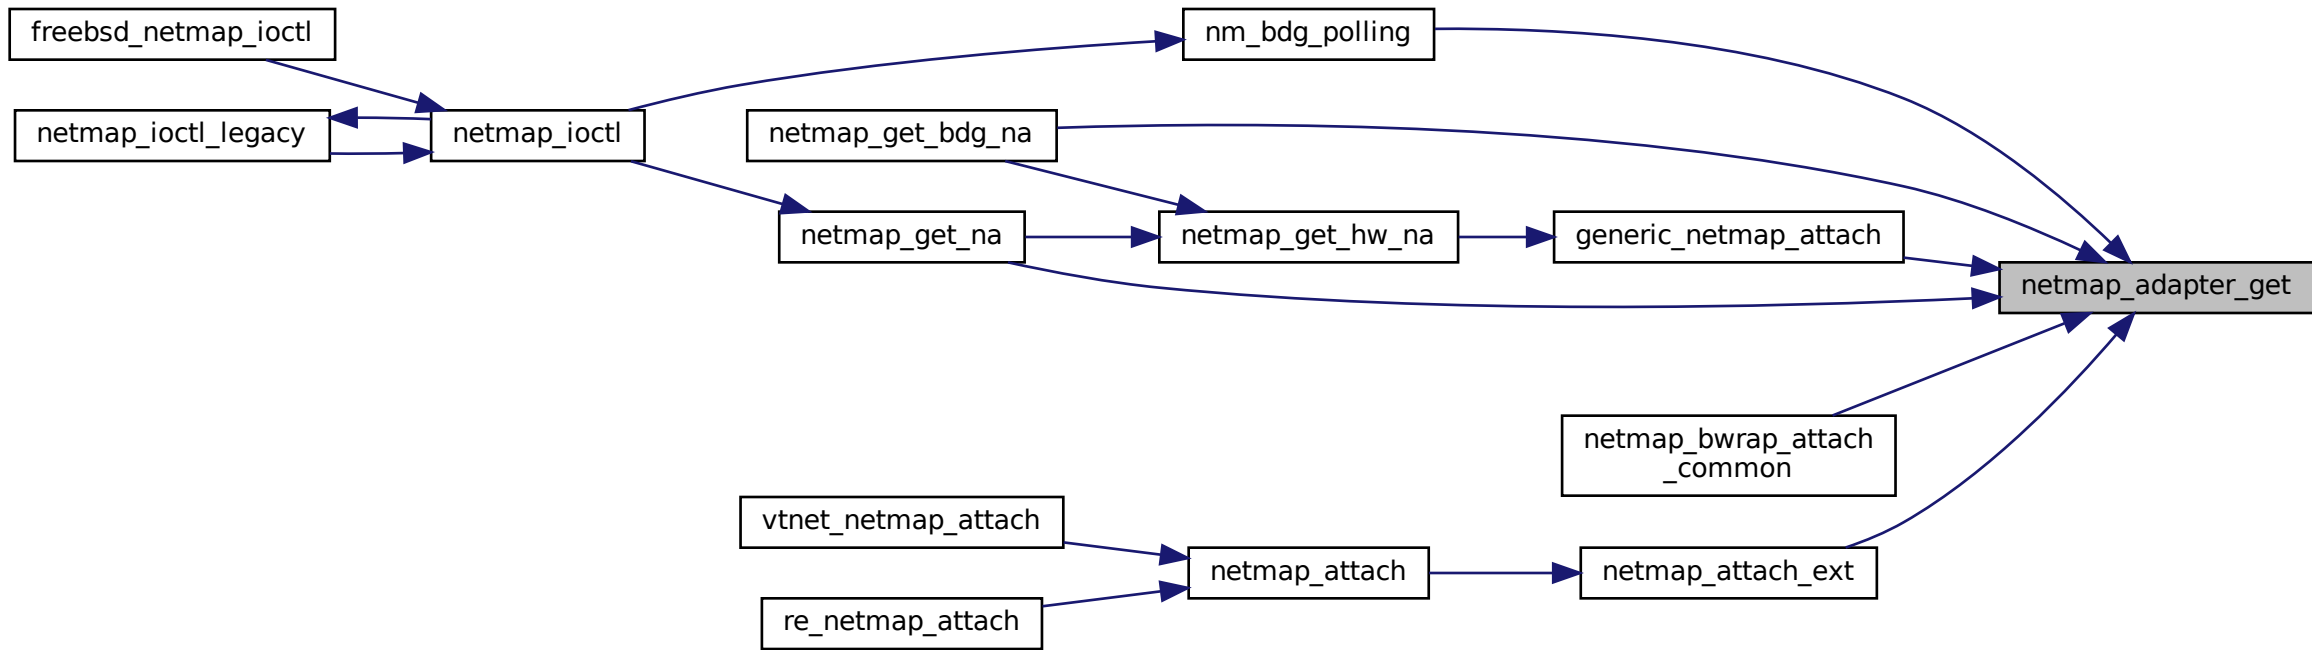 freebsd_netmap_ioctl
nm_bdg_polling
netmap_ioctl_legacy
netmap_ioctl
netmap_get_bdg_na
netmap_get_na
netmap_get_hw_na
generic_netmap_attach
netmap_adapter_get
netmap_bwrap_attach
_common
vtnet_netmap_attach
netmap_attach
netmap_attach_ext
re_netmap_attach